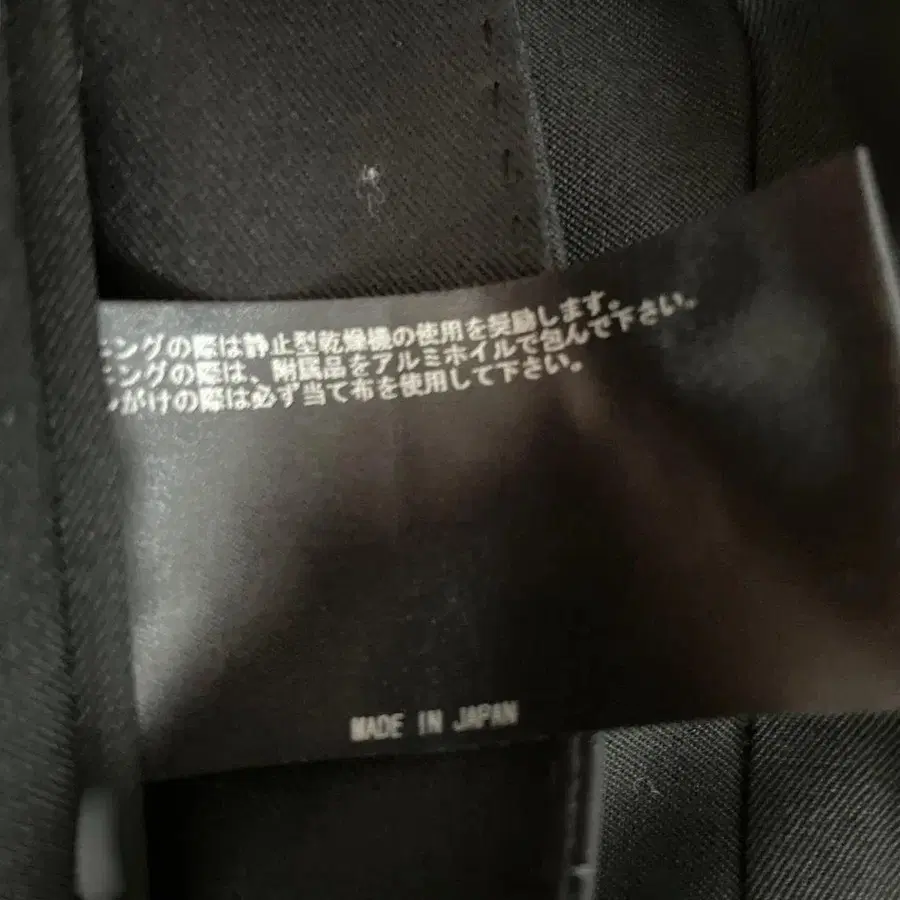 ニングの際は静止型乾燥機の使用を奨励します。
ニングの際は、附属品をアルミホイルで包んで下さい。
がけの際は必ず当て布を使用して下さい。
MADE IN JAPAN